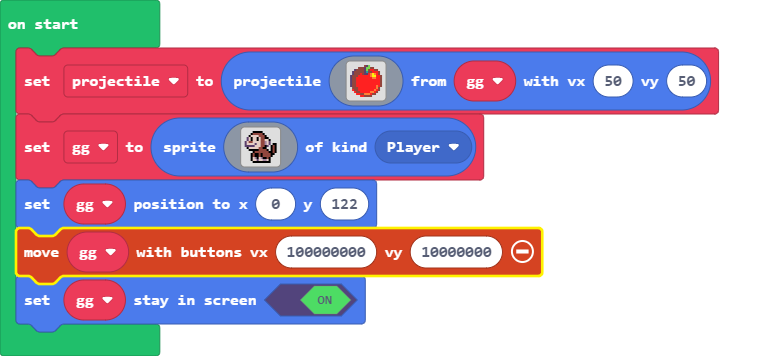 on start
set projectile to projectile from gg with vx 50 vy 50
set gg to sprite of kind Player
set gg position to x 0 y 122
move gg with buttons vx 100000000 vy 10000000
set gg stay in screen ON